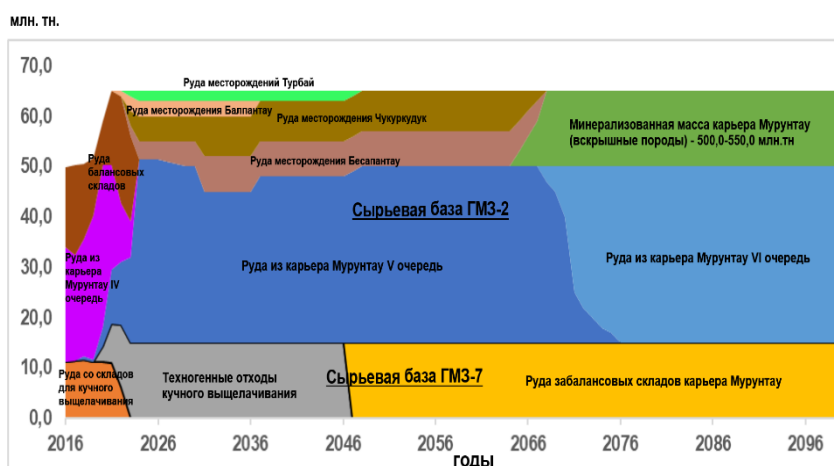 млн. тн.
70,0
Руда месторождений Турбай
60,0
Руда месторождения Балпантау
Руда месторождения Чукуркудук
Минерализованная масса карьера Мурунтау
(вскрышные породы) - 500,0-550,0 млн.тн
50,0
Руда
балансовых
складов
Руда месторождения Бесапантау
40,0
Сырьевая база ГМЗ-2
30,0
Руда из
карьера
Мурунтау IV
очередь
Руда из карьера Мурунтау V очередь
Руда из карьера Мурунтау VI очередь
20,0
10,0
Руда со складов
для кучного
выщелачивания
Техногенные отходы
кучного выщелачивания
Сырьевая база ГМЗ-7
Руда забалансовых складов карьера Мурунтау
0,0
2016 2026 2036 2046 2056 2066 2076 2086 2096
годы